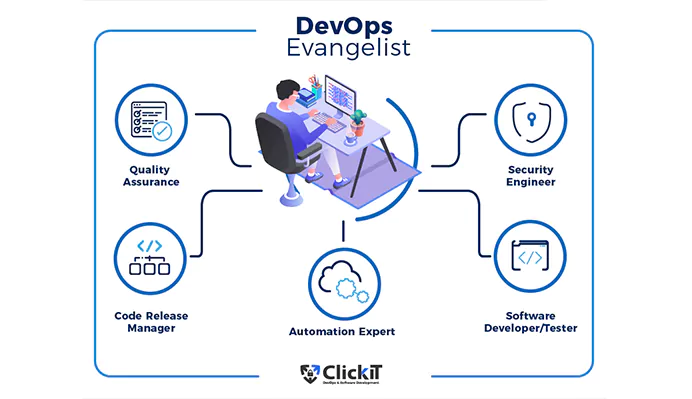 DevOps
Evangelist
Quality
Assurance
Security
Engineer
Code Release
Manager
Automation Expert
Software
Developer/Tester
ClickIT
DevOps & Software Development